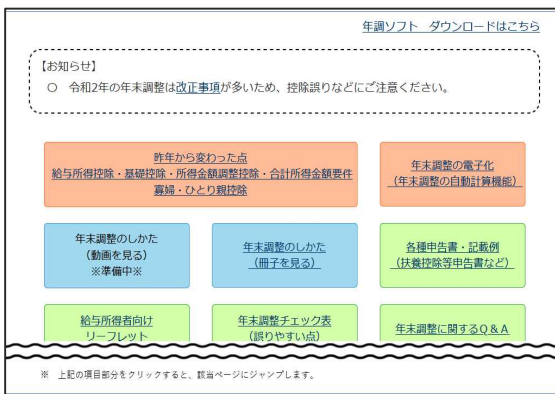 年調ソフト ダウンロードはこちら
【お知らせ】
○ 令和2年の年末調整は改正事項が多いため、控除誤りなどにご注意ください。
昨年から変わった点
給与所得控除・基礎控除・所得金額調整控除・合計所得金額要件
寡婦・ひとり親控除
年末調整の電子化
(年末調整の自動計算機能)
年末調整のしかた
(動画を見る)
※準備中※
年末調整のしかた
(冊子を見る)
各種申告書・記載例
(扶養控除等申告書など)
給与所得者向け
リーフレット
年末調整チェック表
(誤りやすい点)
年末調整に関するQ&A
※ 上記の項目部分をクリックすると、該当ページにジャンプします。